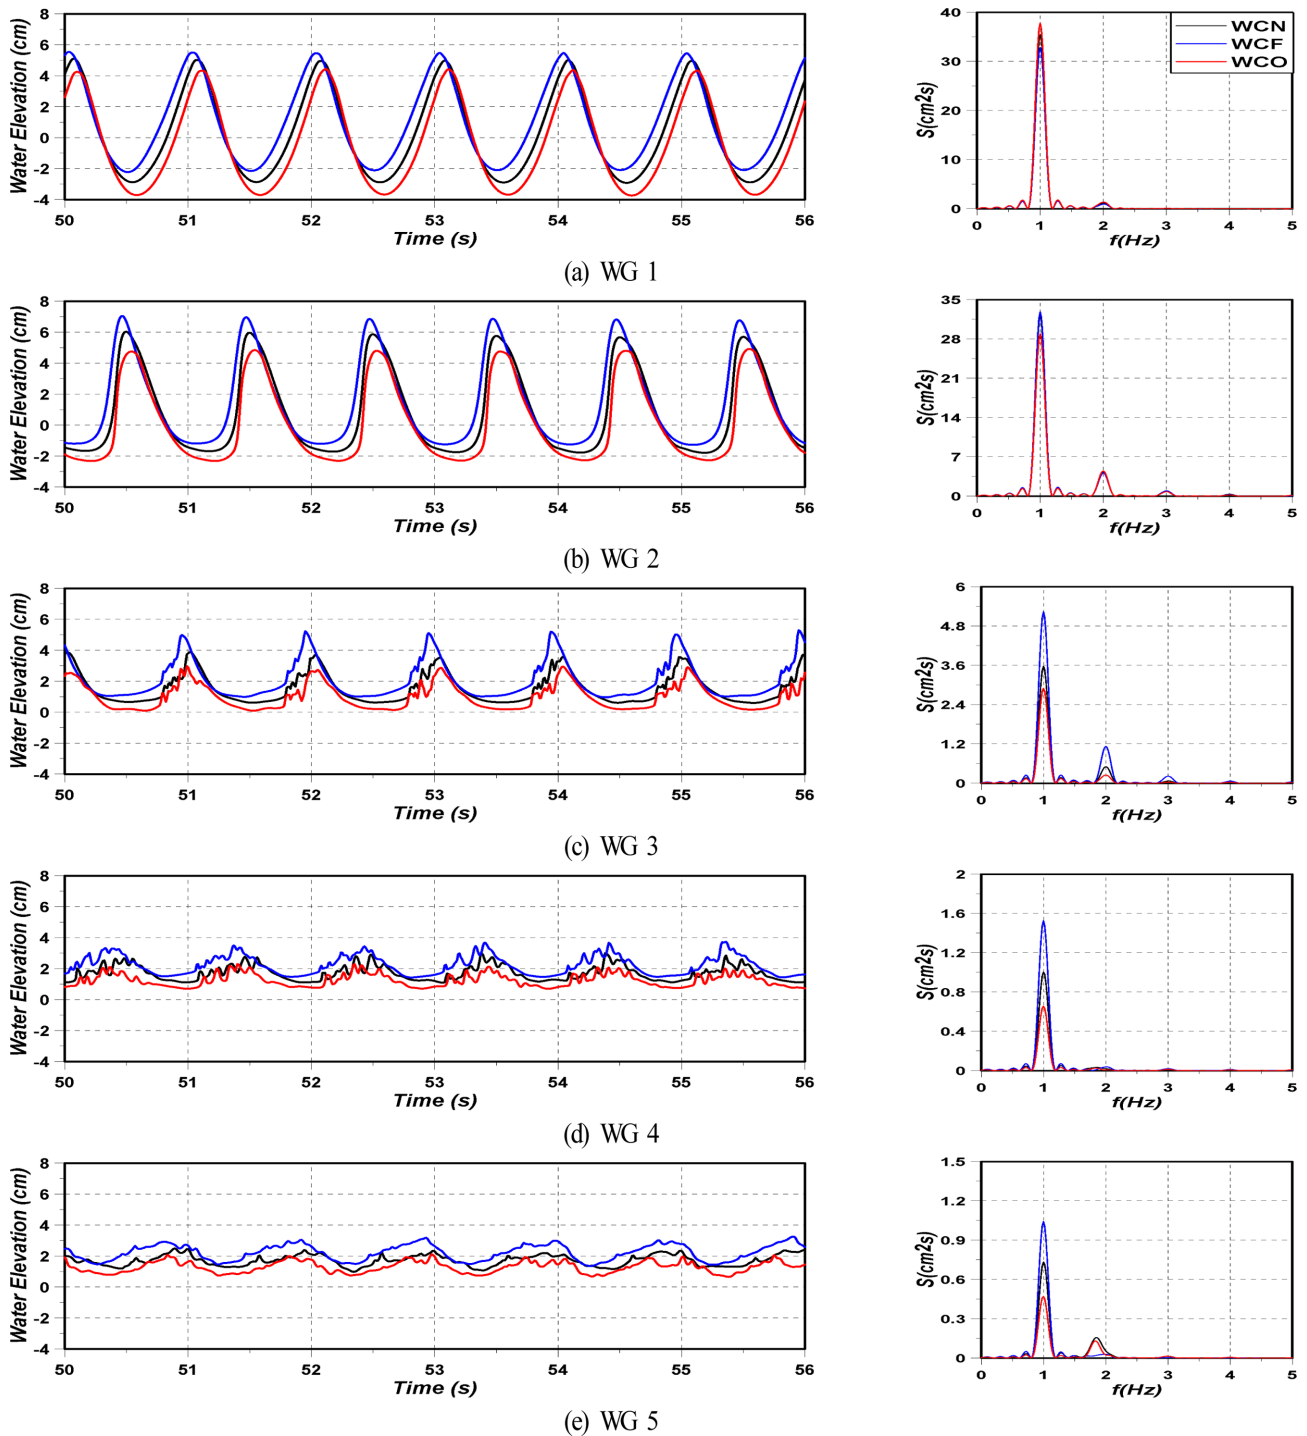 Water Elevation (cm)
8
6
4
2
0
-2
-4
50 51 52 53 54 55 56
Time (s)
S(cm2s)
40
30
20
10
0
0 1 2 3 4 5
f(Hz)
WCN
WCF
WCO
(a) WG 1
Water Elevation (cm)
8
6
4
2
0
-2
-4
50 51 52 53 54 55 56
Time (s)
S(cm2s)
35
28
21
14
7
0
0 1 2 3 4 5
f(Hz)
(b) WG 2
Water Elevation (cm)
8
6
4
2
0
-2
-4
50 51 52 53 54 55 56
Time (s)
S(cm2s)
6
4.8
3.6
2.4
1.2
0
0 1 2 3 4 5
f(Hz)
(c) WG 3
Water Elevation (cm)
8
6
4
2
0
-2
-4
50 51 52 53 54 55 56
Time (s)
S(cm2s)
2
1.6
1.2
0.8
0.4
0
0 1 2 3 4 5
f(Hz)
(d) WG 4
Water Elevation (cm)
8
6
4
2
0
-2
-4
50 51 52 53 54 55 56
Time (s)
S(cm2s)
1.5
1.2
0.9
0.6
0.3
0
0 1 2 3 4 5
f(Hz)
(e) WG 5